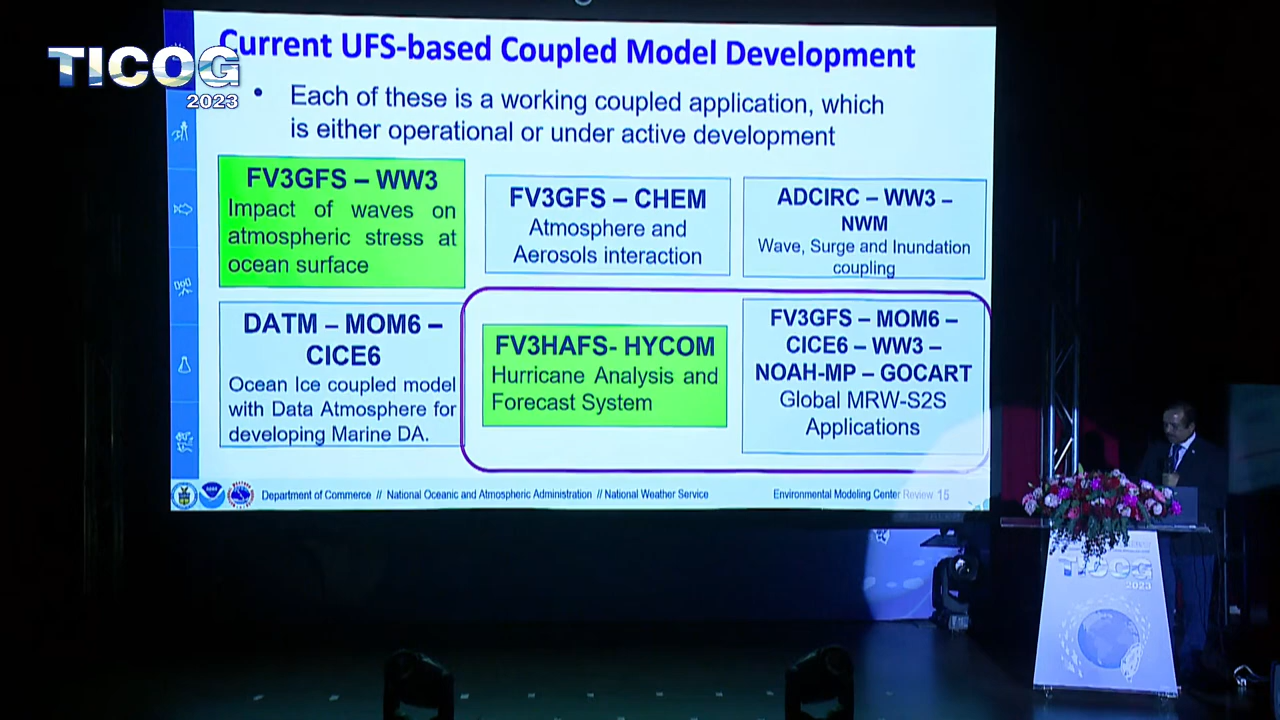 TICOG
2023
Current UFS-based Coupled Model Development
• Each of these is a working coupled application, which
is either operational or under active development
FV3GFS – WW3
Impact of waves on
atmospheric stress at
ocean surface
FV3GFS – CHEM
Atmosphere and
Aerosols interaction
ADCIRC – WW3 –
NWM
Wave, Surge and Inundation
coupling
DATM – MOM6 –
CICE6
Ocean Ice coupled model
with Data Atmosphere for
developing Marine DA.
FV3HAFS- HYCOM
Hurricane Analysis and
Forecast System
FV3GFS – MOM6 –
CICE6 – WW3 –
NOAH-MP – GOCART
Global MRW-S2S
Applications
Department of Commerce // National Oceanic and Atmospheric Administration // National Weather Service
Environmental Modeling Center Review 15
TICOG
2023